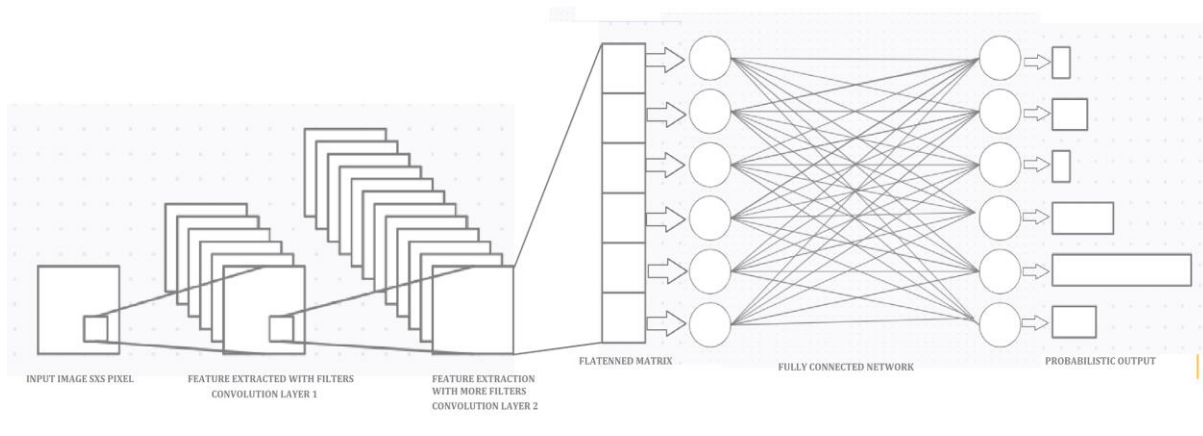 INPUT IMAGE SXS PIXEL
FEATURE EXTRACTED WITH FILTERS
CONVOLUTION LAYER 1
FEATURE EXTRACTION
WITH MORE FILTERS
CONVOLUTION LAYER 2
FLATENNED MATRIX
FULLY CONNECTED NETWORK
PROBABILISTIC OUTPUT